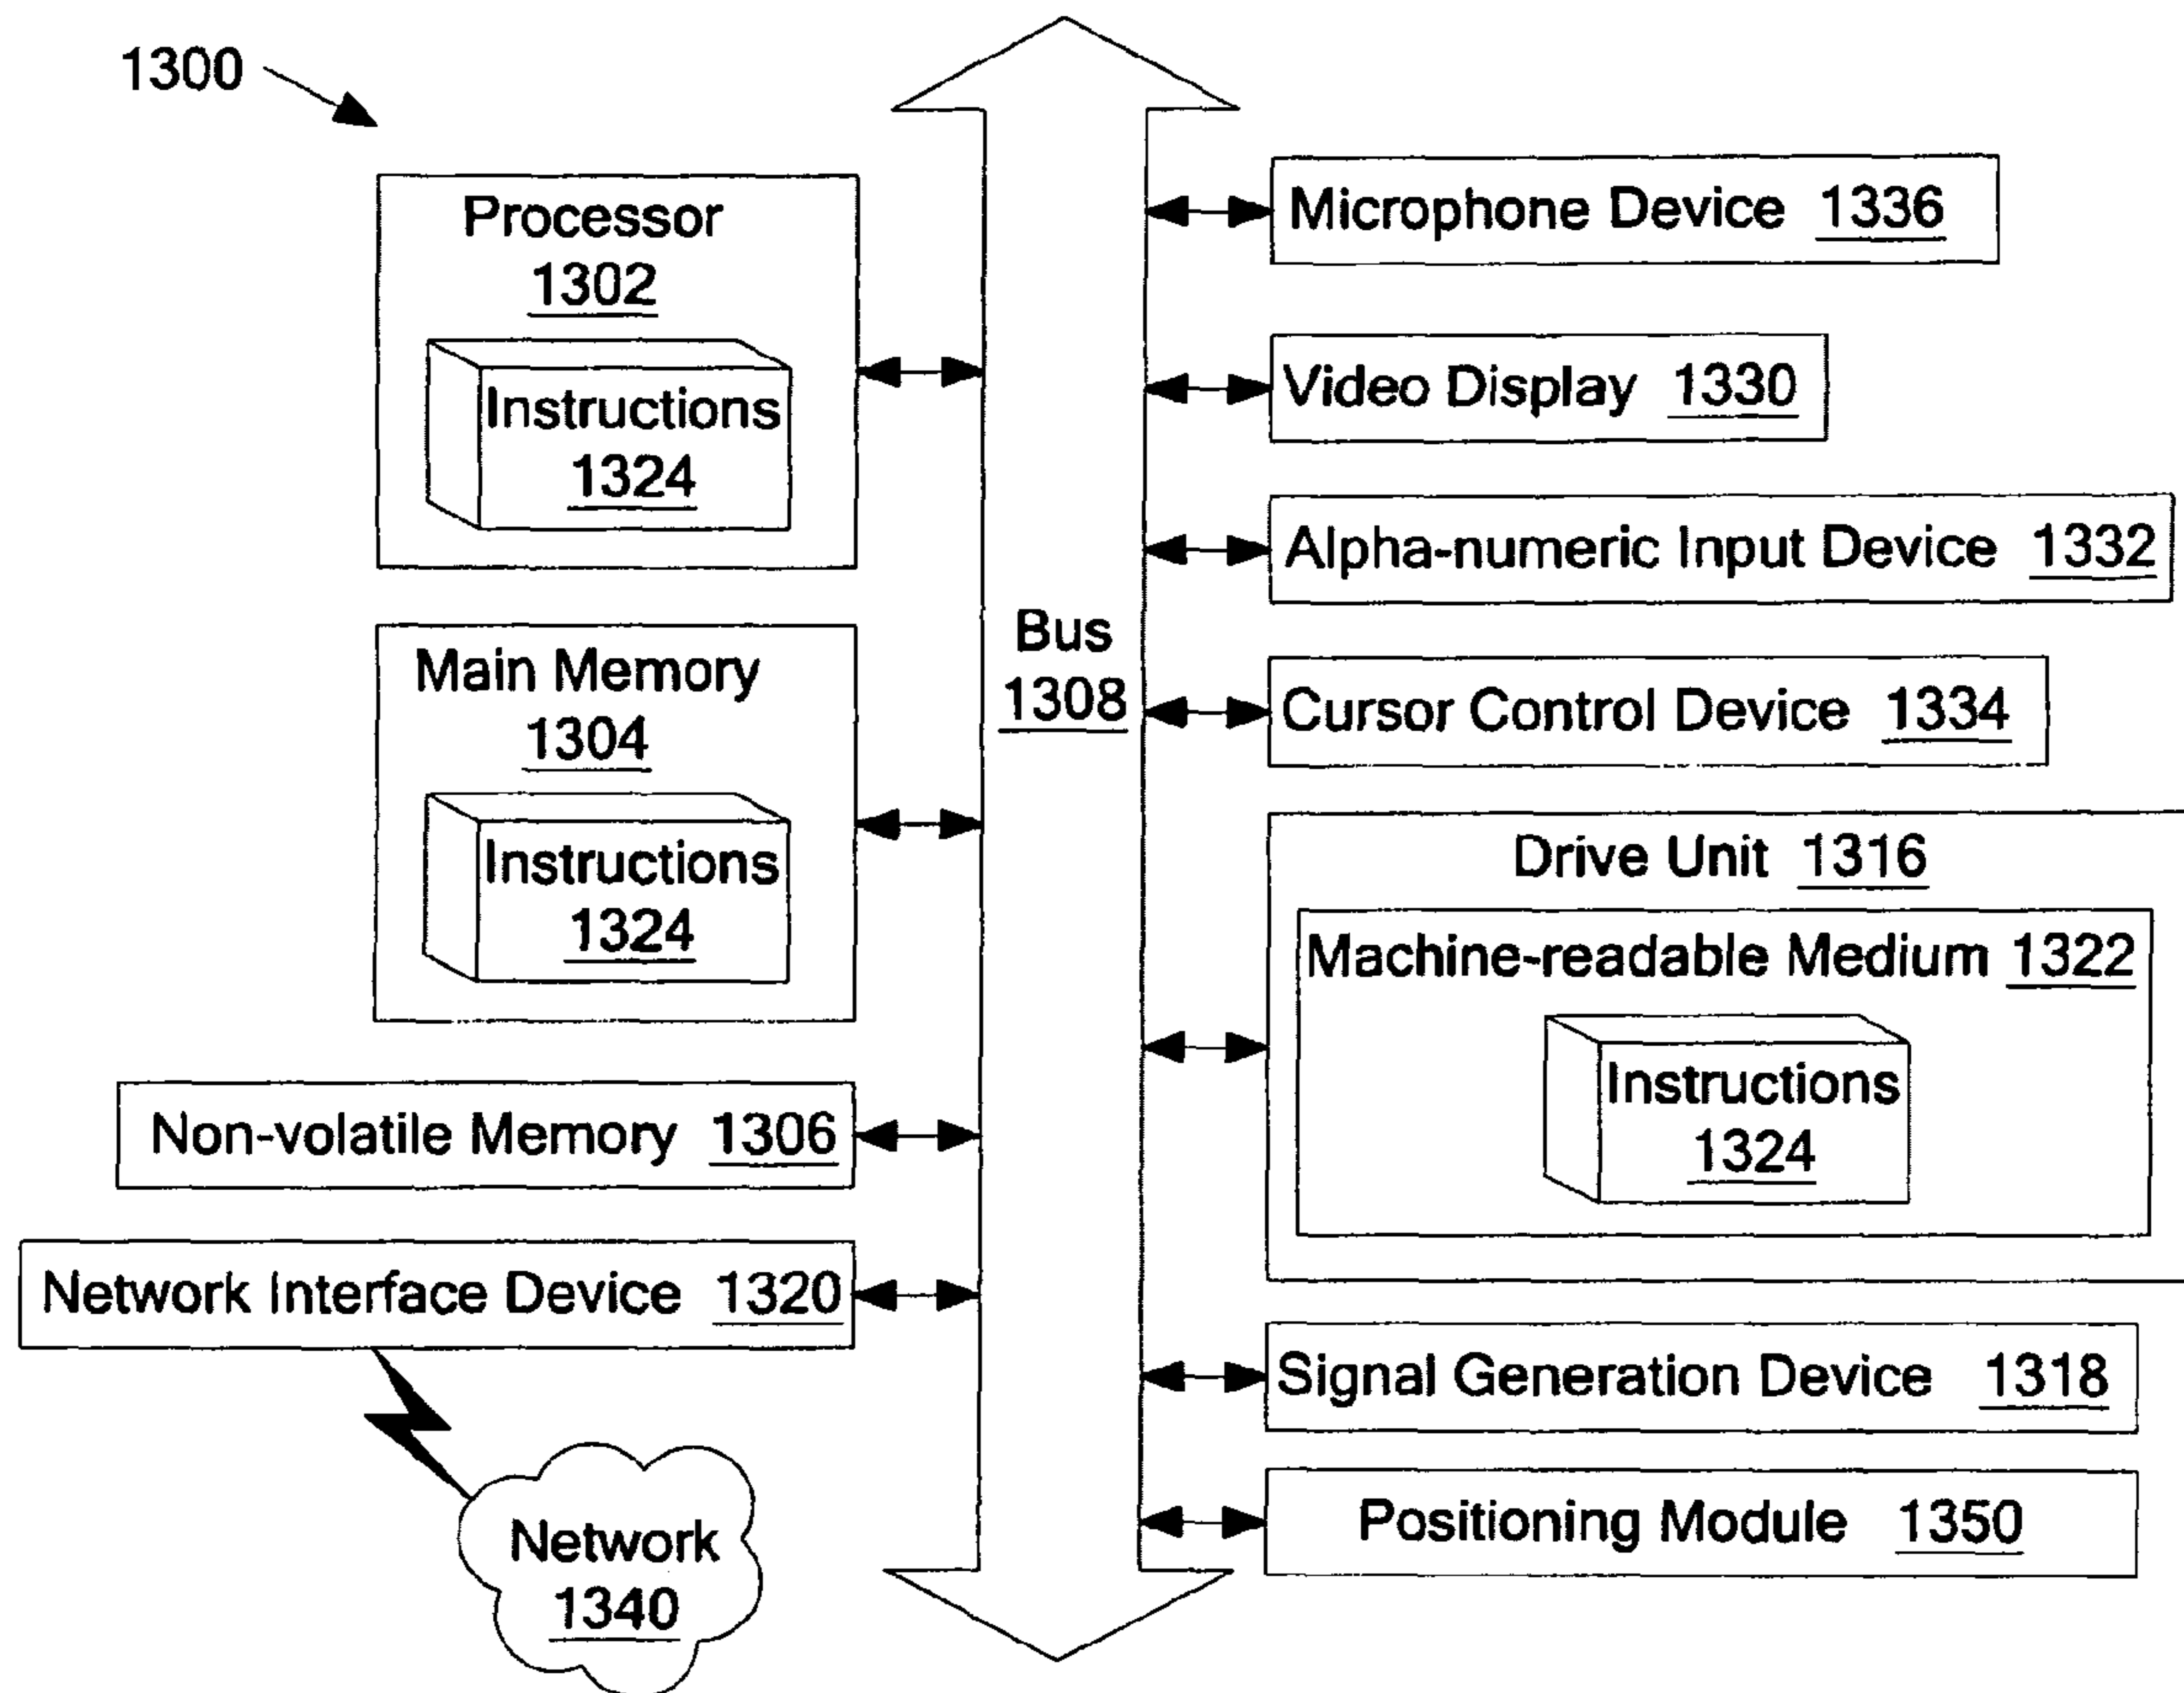 1300
Processor
1302
Instructions
1324
Main Memory
1304
Instructions
1324
Non-volatile Memory 1306
Network Interface Device 1320
Network
1340
Bus
1308
Microphone Device 1336
Video Display 1330
Alpha-numeric Input Device 1332
Cursor Control Device 1334
Drive Unit 1316
Machine-readable Medium 1322
Instructions
1324
Signal Generation Device 1318
Positioning Module 1350